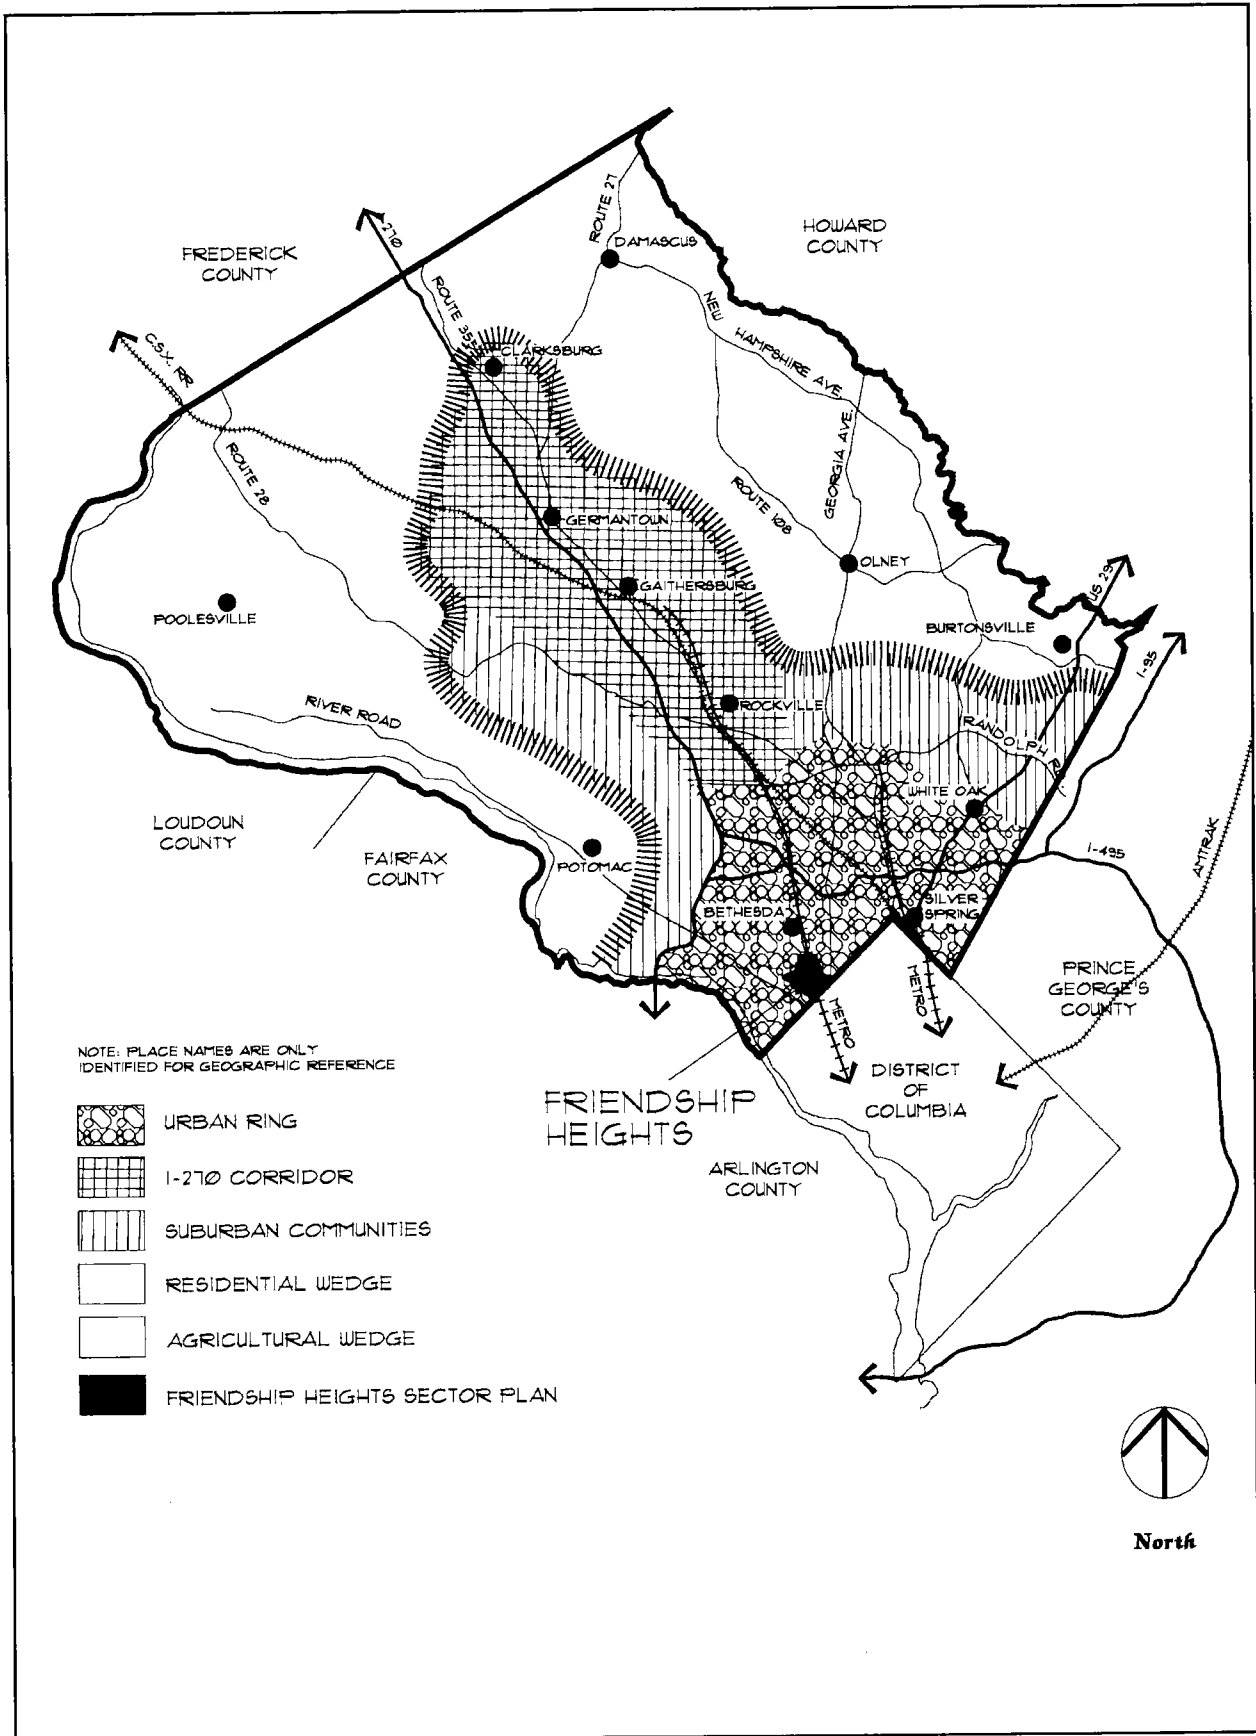 HOWARD
COUNTY
FREDERICK
COUNTY
I-270
ROUTE 27
DAMASCUS
ROUTE 355
C.S.X. RR
CLARKSBURG
NEW
HAMPSHIRE AVE.
GEORGIA AVE.
ROUTE 28
ROUTE 108
GERMANTOWN
OLNEY
GAITHERSBURG
US 29
POOLESVILLE
BURTONSVILLE
I-95
RIVER ROAD
ROCKVILLE
RANDOLPH RD
WHITE OAK
LOUDOUN
COUNTY
FAIRFAX
COUNTY
POTOMAC
I-495
AMTRAK
BETHESDA
SILVER
SPRING
METRO
METRO
PRINCE
GEORGE'S
COUNTY
NOTE: PLACE NAMES ARE ONLY
IDENTIFIED FOR GEOGRAPHIC REFERENCE
FRIENDSHIP
HEIGHTS
DISTRICT
OF
COLUMBIA
ARLINGTON
COUNTY
URBAN RING
I-270 CORRIDOR
SUBURBAN COMMUNITIES
RESIDENTIAL WEDGE
AGRICULTURAL WEDGE
FRIENDSHIP HEIGHTS SECTOR PLAN
North